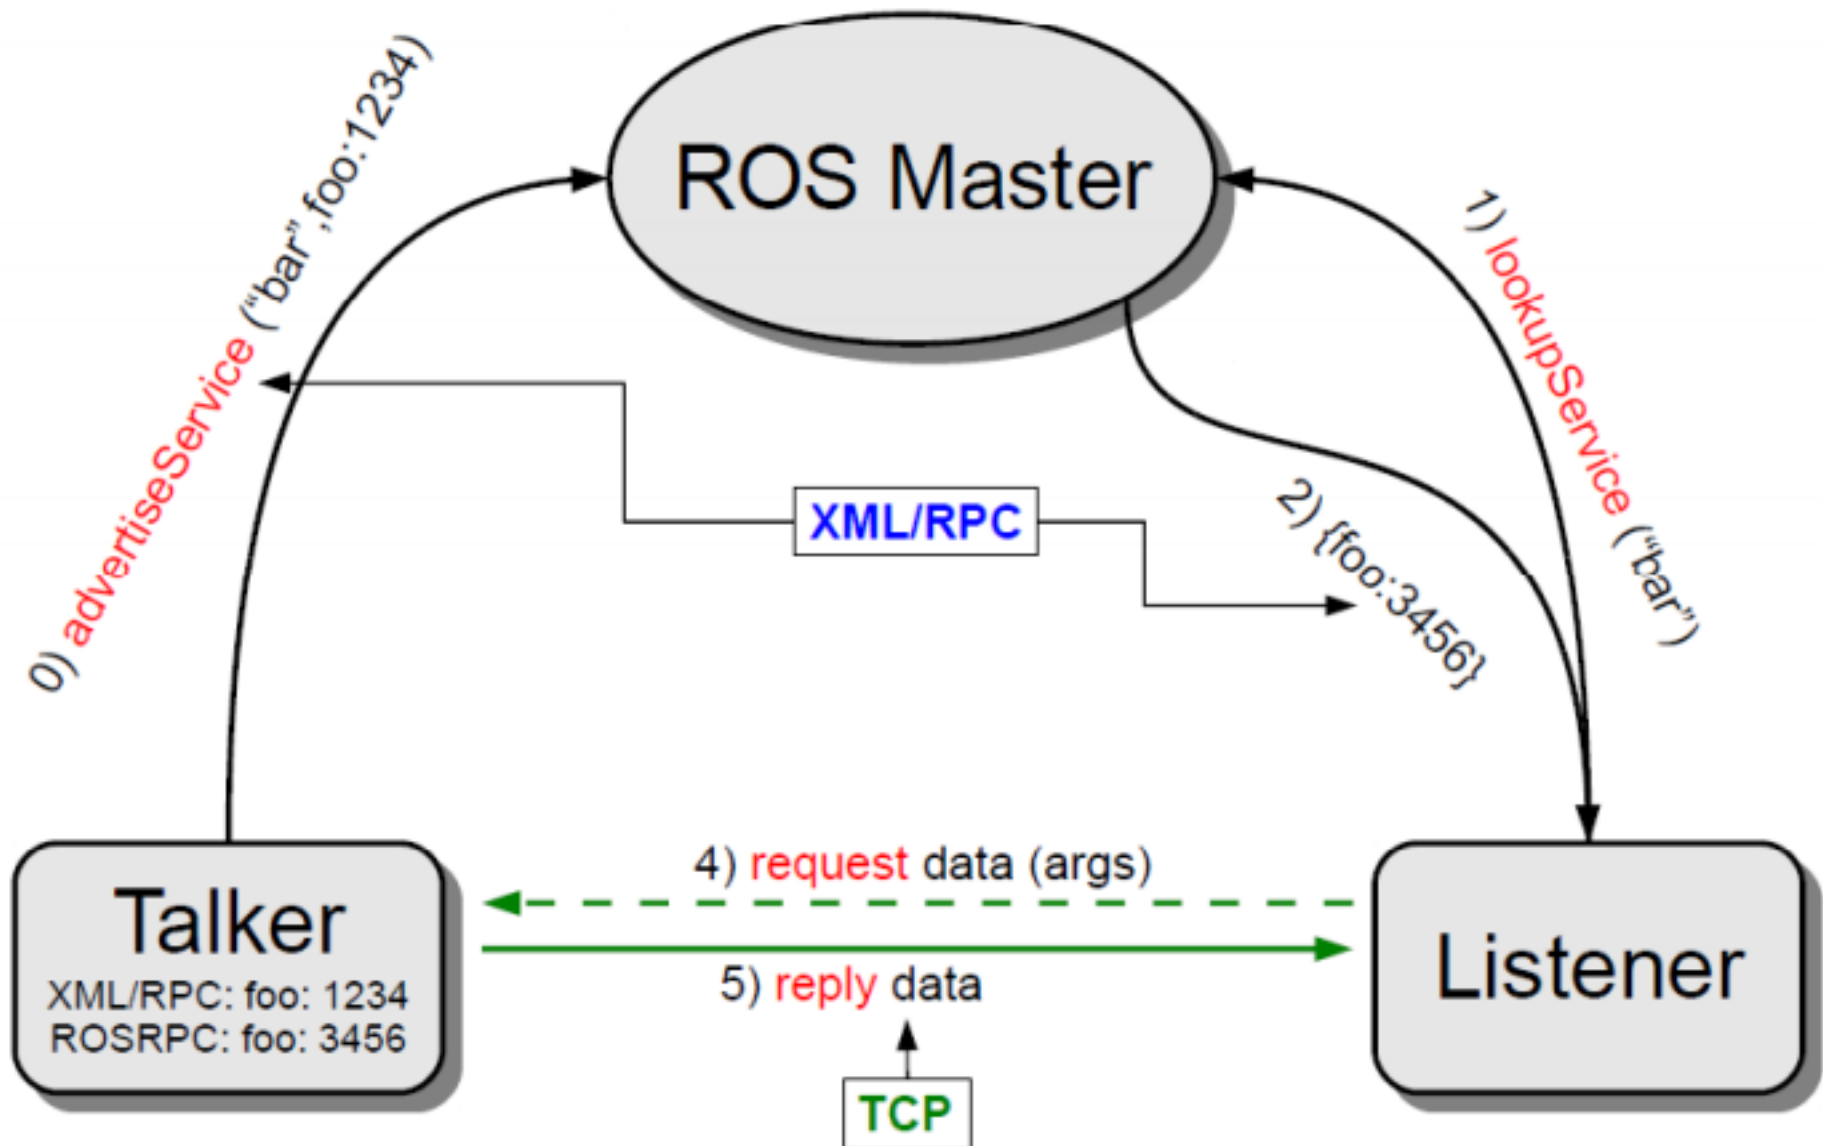 ROS Master
0) advertiseService (“bar”,foo:1234)
1) lookupService (“bar”)
XML/RPC
2) {foo:3456}
4) request data (args)
Talker
XML/RPC: foo: 1234
ROSRPC: foo: 3456
Listener
5) reply data
TCP